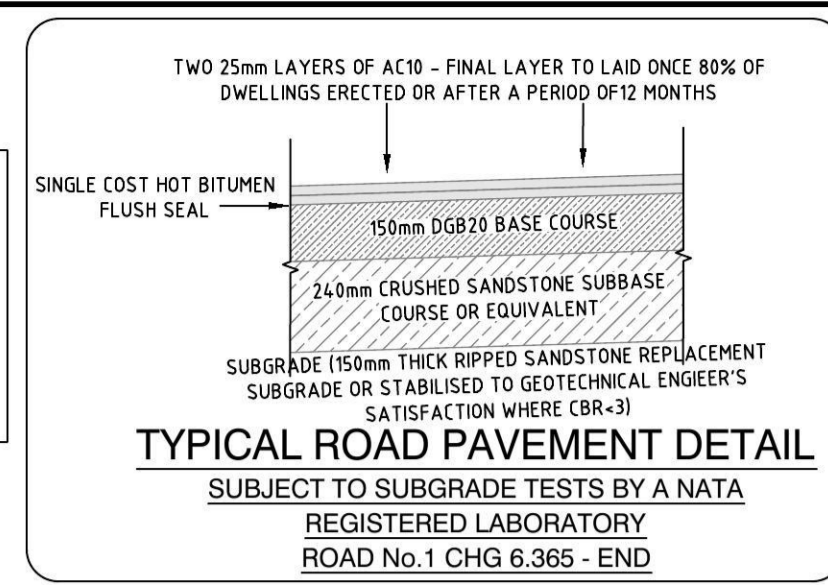 TWO 25mm LAYERS OF AC10 - FINAL LAYER TO LAID ONCE 80% OF
DWELLINGS ERECTED OR AFTER A PERIOD OF12 MONTHS
SINGLE COST HOT BITUMEN
FLUSH SEAL
150mm DGB20 BASE COURSE
240mm CRUSHED SANDSTONE SUBBASE
COURSE OR EQUIVALENT
SUBGRADE (150mm THICK RIPPED SANDSTONE REPLACEMENT
SUBGRADE OR STABILISED TO GEOTECHNICAL ENGIEER'S
SATISFACTION WHERE CBR<3)
TYPICAL ROAD PAVEMENT DETAIL
SUBJECT TO SUBGRADE TESTS BY A NATA
REGISTERED LABORATORY
ROAD No.1 CHG 6.365 - END